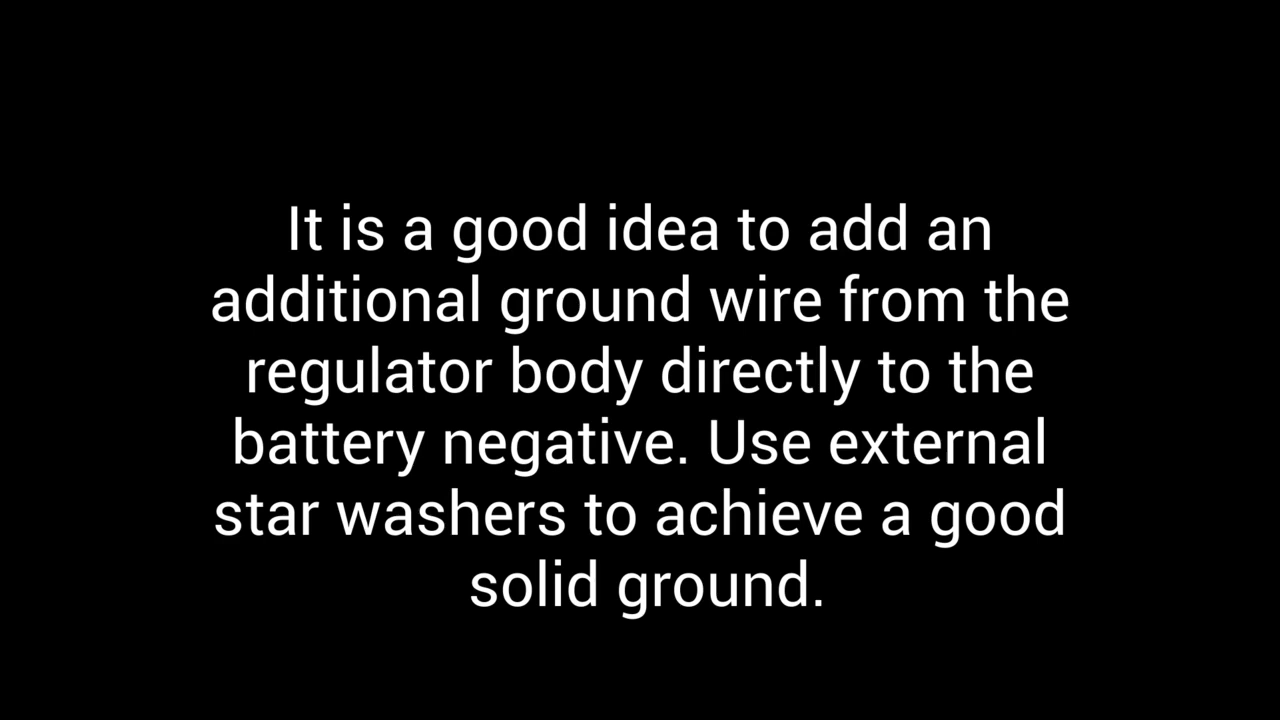 It is a good idea to add an
additional ground wire from the
regulator body directly to the
battery negative. Use external
star washers to achieve a good
solid ground.